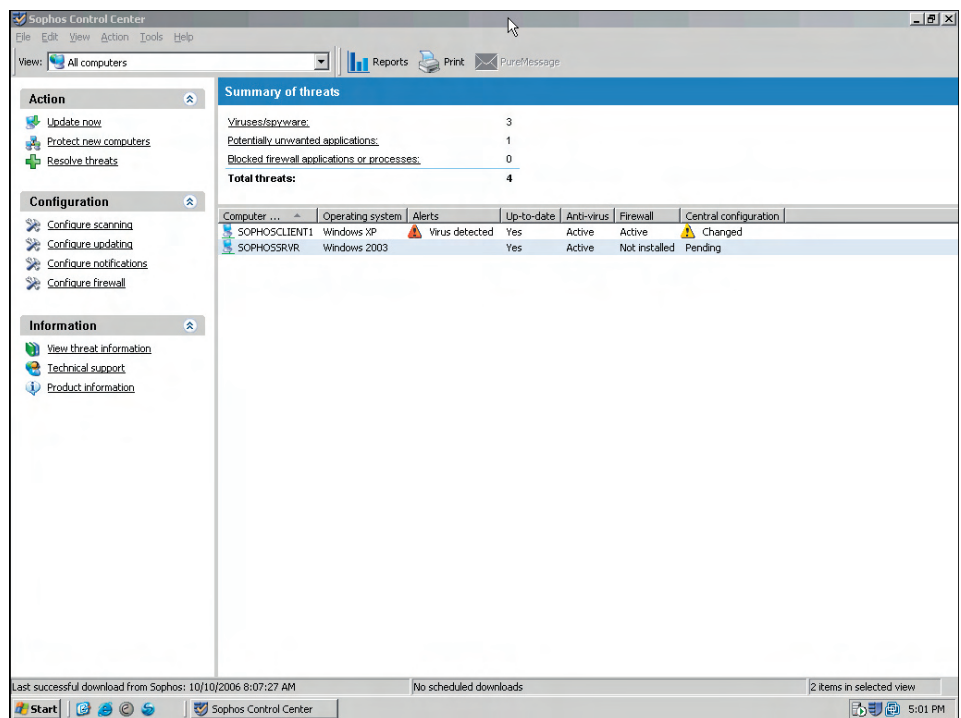 Sophos Control Center
File Edit View Action Tools Help
View: All computers Reports Print PureMessage
Action
Update now
Protect new computers
Resolve threats
Configuration
Configure scanning
Configure updating
Configure notifications
Configure firewall
Information
View threat information
Technical support
Product information
Summary of threats
Viruses/spyware: 3
Potentially unwanted applications: 1
Blocked firewall applications or processes: 0
Total threats: 4
Computer ... Operating system Alerts Up-to-date Anti-virus Firewall Central configuration
SOPHOSCLIENT1 Windows XP Virus detected Yes Active Active Changed
SOPHOSSRVR Windows 2003 Yes Active Not installed Pending
Last successful download from Sophos: 10/10/2006 8:07:27 AM No scheduled downloads 2 items in selected view
Start Sophos Control Center 5:01 PM